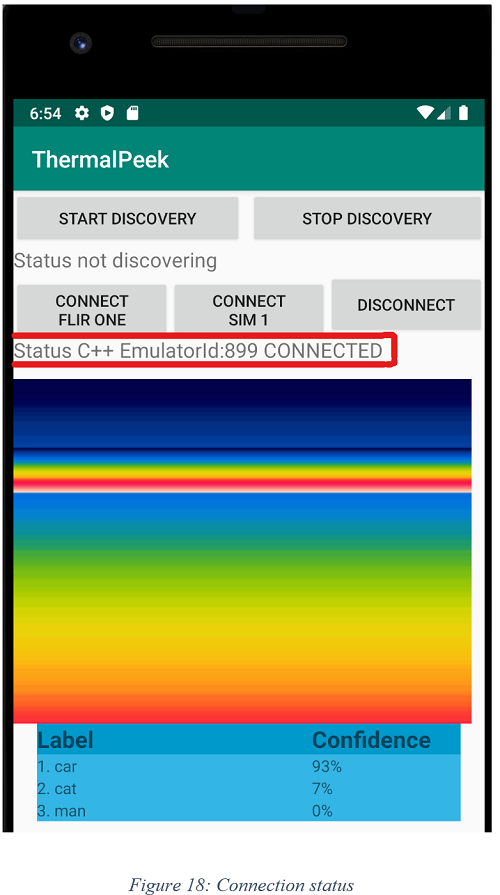 6:54
ThermalPeek
START DISCOVERY STOP DISCOVERY
Status not discovering
CONNECT FLIR ONE CONNECT SIM 1 DISCONNECT
Status C++ EmulatorId:899 CONNECTED
Label Confidence
1. car 93%
2. cat 7%
3. man 0%
Figure 18: Connection status